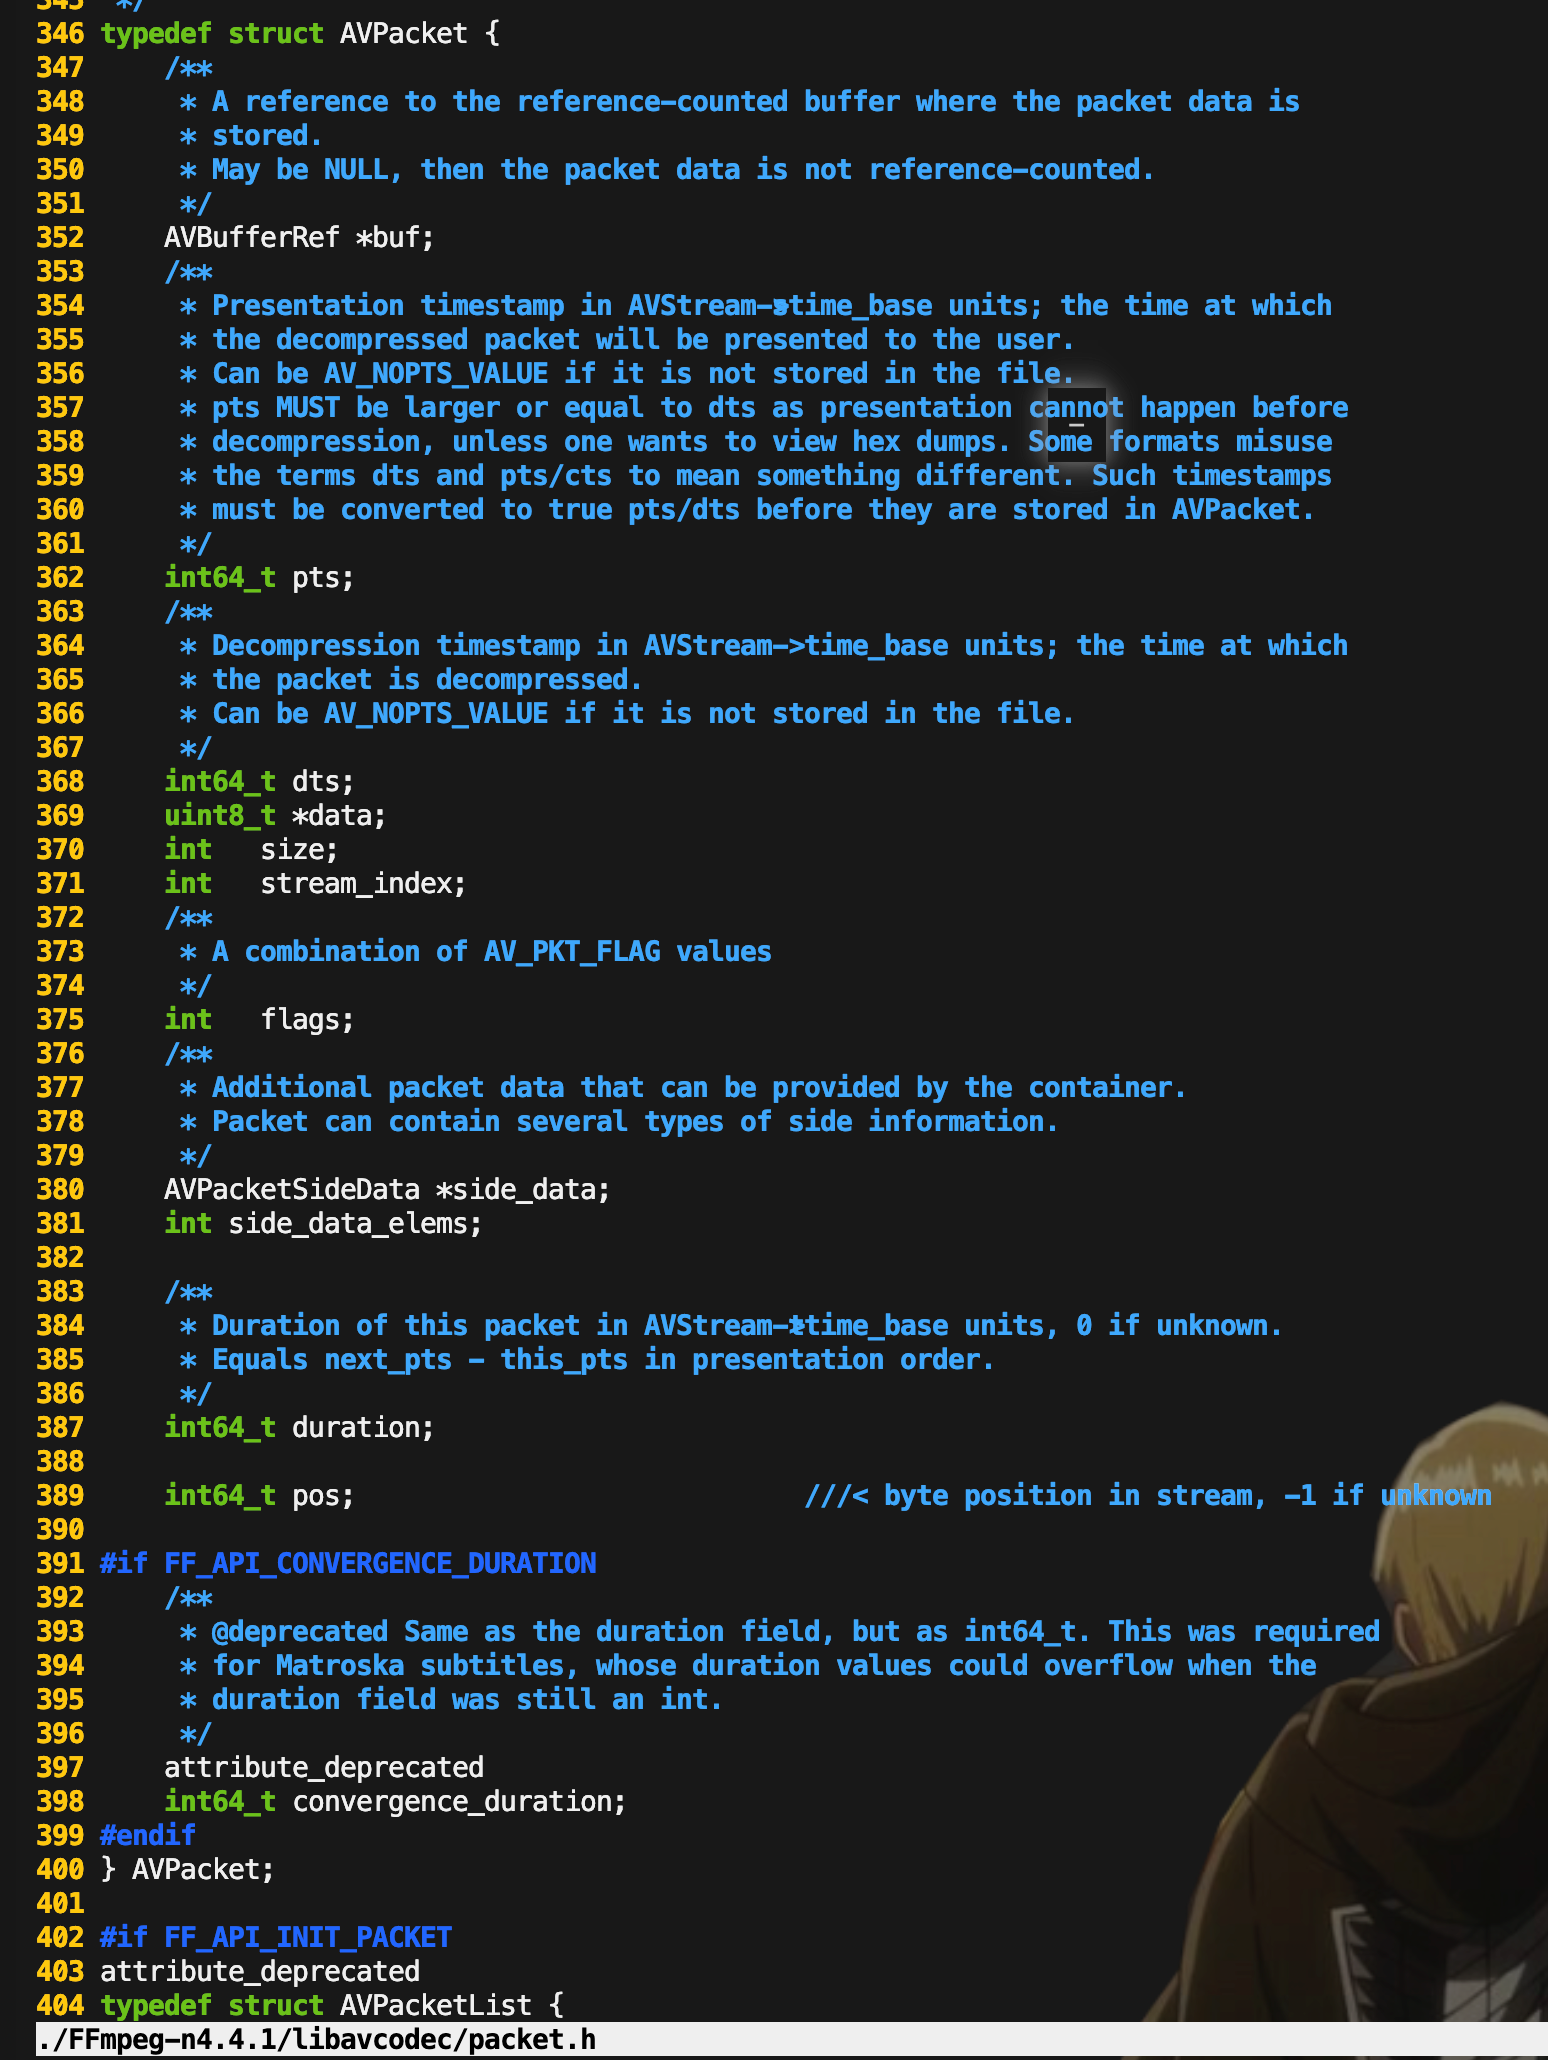 345  */
346 typedef struct AVPacket {
347     /**
348      * A reference to the reference-counted buffer where the packet data is
349      * stored.
350      * May be NULL, then the packet data is not reference-counted.
351      */
352     AVBufferRef *buf;
353     /**
354      * Presentation timestamp in AVStream->time_base units; the time at which
355      * the decompressed packet will be presented to the user.
356      * Can be AV_NOPTS_VALUE if it is not stored in the file.
357      * pts MUST be larger or equal to dts as presentation cannot happen before
358      * decompression, unless one wants to view hex dumps. Some formats misuse
359      * the terms dts and pts/cts to mean something different. Such timestamps
360      * must be converted to true pts/dts before they are stored in AVPacket.
361      */
362     int64_t pts;
363     /**
364      * Decompression timestamp in AVStream->time_base units; the time at which
365      * the packet is decompressed.
366      * Can be AV_NOPTS_VALUE if it is not stored in the file.
367      */
368     int64_t dts;
369     uint8_t *data;
370     int   size;
371     int   stream_index;
372     /**
373      * A combination of AV_PKT_FLAG values
374      */
375     int   flags;
376     /**
377      * Additional packet data that can be provided by the container.
378      * Packet can contain several types of side information.
379      */
380     AVPacketSideData *side_data;
381     int side_data_elems;
382
383     /**
384      * Duration of this packet in AVStream->time_base units, 0 if unknown.
385      * Equals next_pts - this_pts in presentation order.
386      */
387     int64_t duration;
388
389     int64_t pos;                            ///< byte position in stream, -1 if unknown
390
391 #if FF_API_CONVERGENCE_DURATION
392     /**
393      * @deprecated Same as the duration field, but as int64_t. This was required
394      * for Matroska subtitles, whose duration values could overflow when the
395      * duration field was still an int.
396      */
397     attribute_deprecated
398     int64_t convergence_duration;
399 #endif
400 } AVPacket;
401
402 #if FF_API_INIT_PACKET
403 attribute_deprecated
404 typedef struct AVPacketList {
./FFmpeg-n4.4.1/libavcodec/packet.h